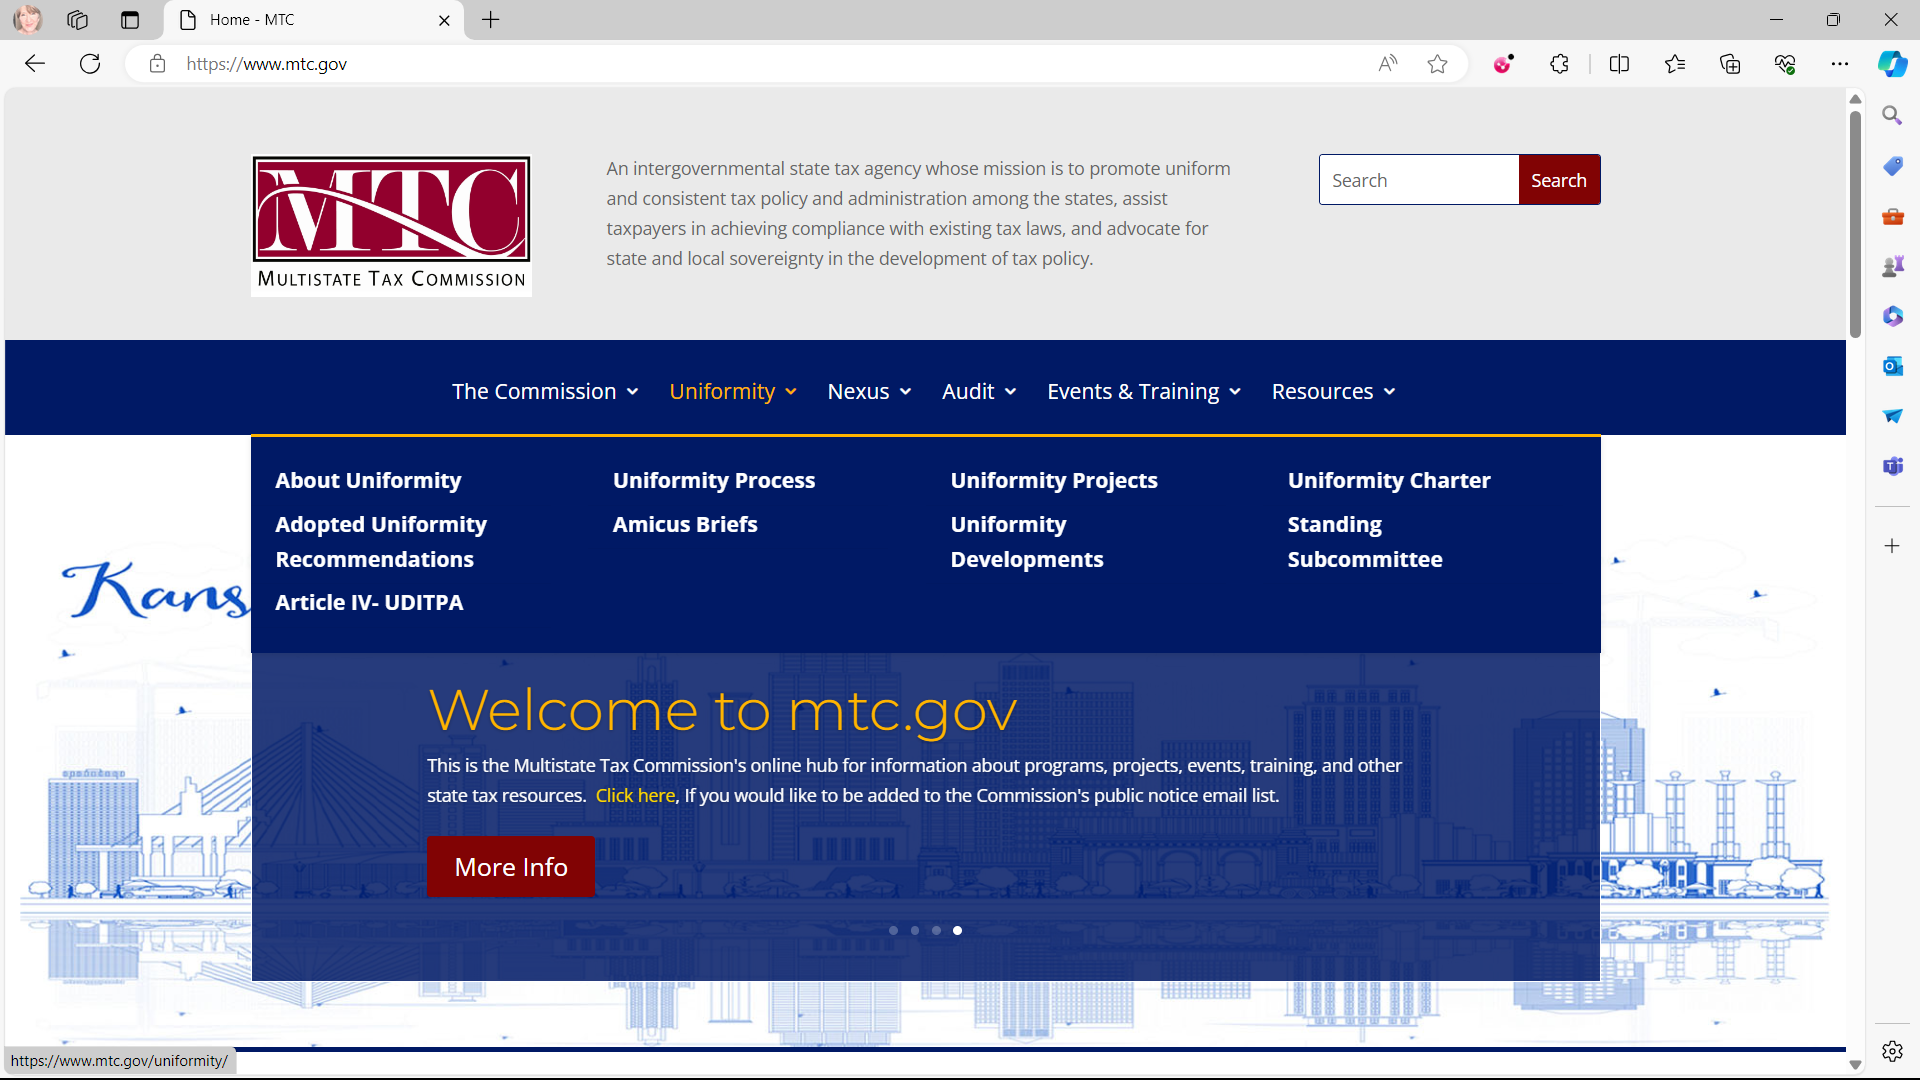 Home - MTC
https://www.mtc.gov
MTC
MULTISTATE TAX COMMISSION
An intergovernmental state tax agency whose mission is to promote uniform
and consistent tax policy and administration among the states, assist
taxpayers in achieving compliance with existing tax laws, and advocate for
state and local sovereignty in the development of tax policy.
Search
Search
The Commission
Uniformity
Nexus
Audit
Events & Training
Resources
About Uniformity
Uniformity Process
Uniformity Projects
Uniformity Charter
Adopted Uniformity
Recommendations
Amicus Briefs
Uniformity
Developments
Standing
Subcommittee
Article IV- UDITPA
Kans
Welcome to mtc.gov
This is the Multistate Tax Commission's online hub for information about programs, projects, events, training, and other
state tax resources.  Click here, If you would like to be added to the Commission's public notice email list.
More Info
https://www.mtc.gov/uniformity/